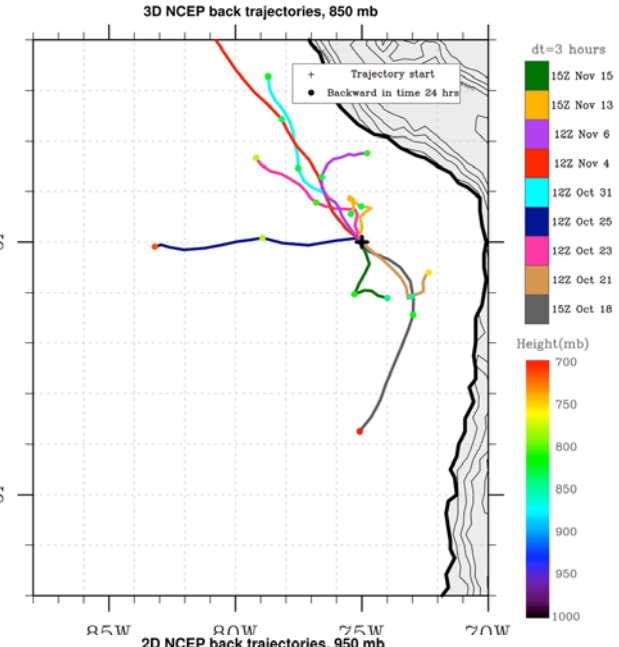 3D NCEP back trajectories, 850 mb
Trajectory start
Backward in time 24 hrs
dt=3 hours
15Z Nov 15
15Z Nov 13
12Z Nov 6
12Z Nov 4
12Z Oct 31
12Z Oct 25
12Z Oct 23
12Z Oct 21
15Z Oct 18
Height(mb)
700
750
800
850
900
950
1000
S
S
85W 80W 75W 70W
2D NCEP back trajectories, 950 mb